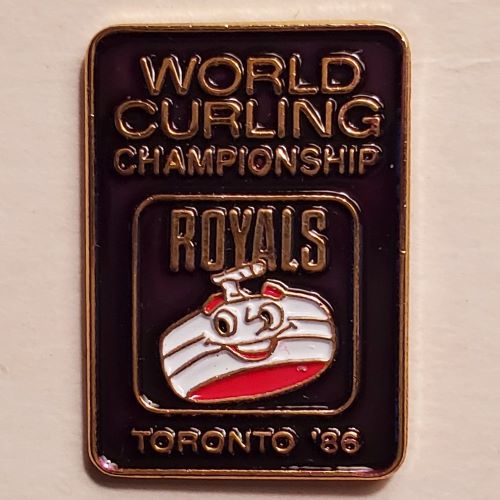 WORLD
CURLING
CHAMPIONSHIP
ROYALS
TORONTO '86